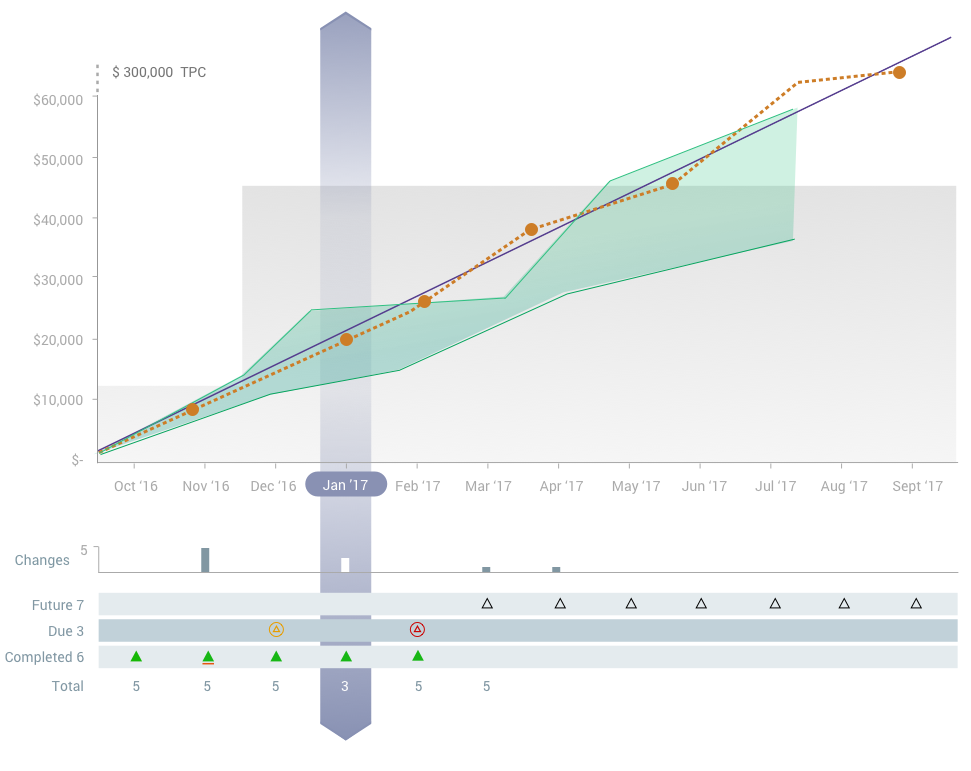 $ 300,000 TPC
$60,000
$50,000
$40,000
$30,000
$20,000
$10,000
$-
Oct ‘16 Nov ‘16 Dec ‘16 Jan ‘17 Feb ‘17 Mar ‘17 Apr ‘17 May ‘17 Jun ‘17 Jul ‘17 Aug ‘17 Sept ‘17
5
Changes
Future 7
Due 3
Completed 6
Total 5 5 5 3 5 5